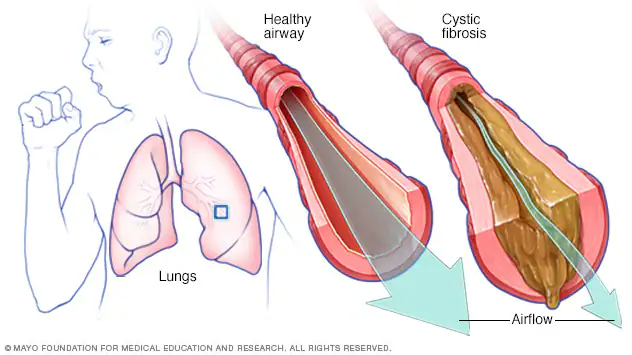 Healthy
airway
Cystic
fibrosis
Lungs
Airflow
© MAYO FOUNDATION FOR MEDICAL EDUCATION AND RESEARCH. ALL RIGHTS RESERVED.